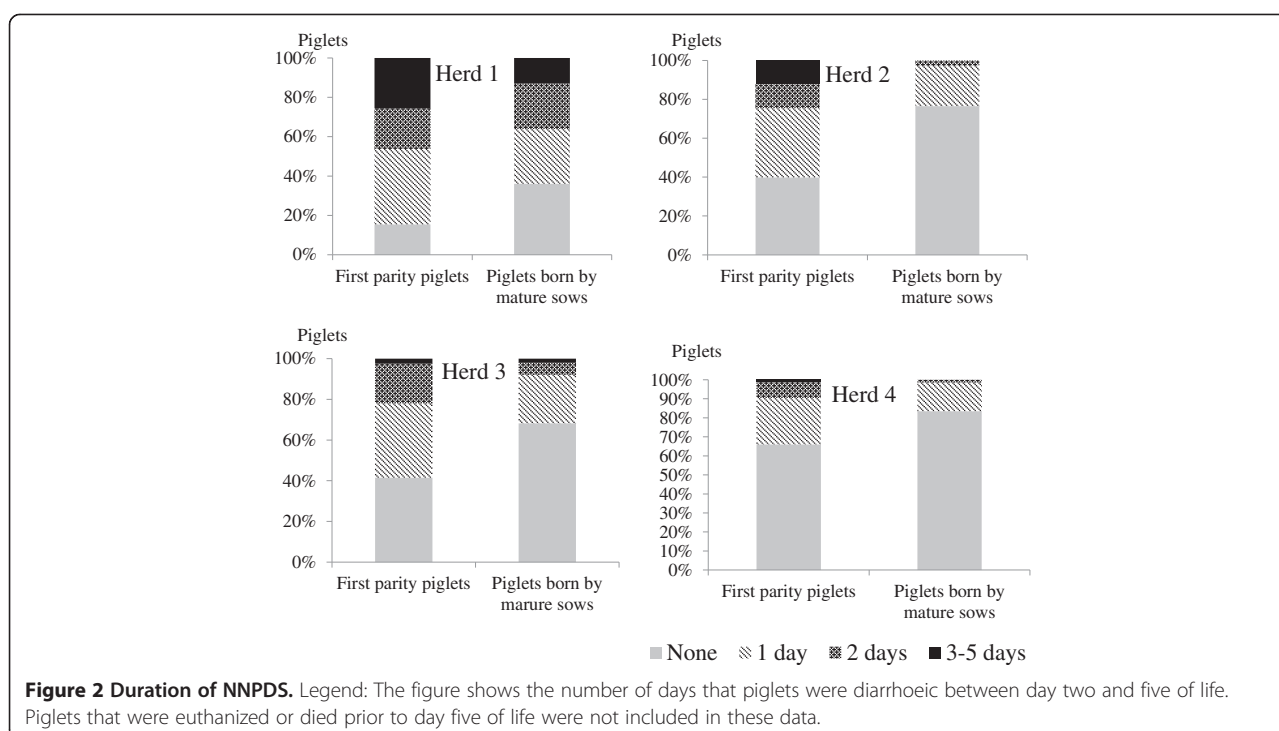 Piglets
100%
80%
60%
40%
20%
0%
Herd 1
First parity piglets
Piglets born by
mature sows
Piglets
100%
80%
60%
40%
20%
0%
Herd 2
First parity piglets
Piglets born by
mature sows
Piglets
100%
80%
60%
40%
20%
0%
Herd 3
First parity piglets
Piglets born by
marure sows
Piglets
100%
90%
80%
70%
60%
50%
40%
30%
20%
10%
0%
Herd 4
First parity piglets
Piglets born by
mature sows
None 1 day 2 days 3-5 days
Figure 2 Duration of NNPDS. Legend: The figure shows the number of days that piglets were diarrhoeic between day two and five of life.
Piglets that were euthanized or died prior to day five of life were not included in these data.